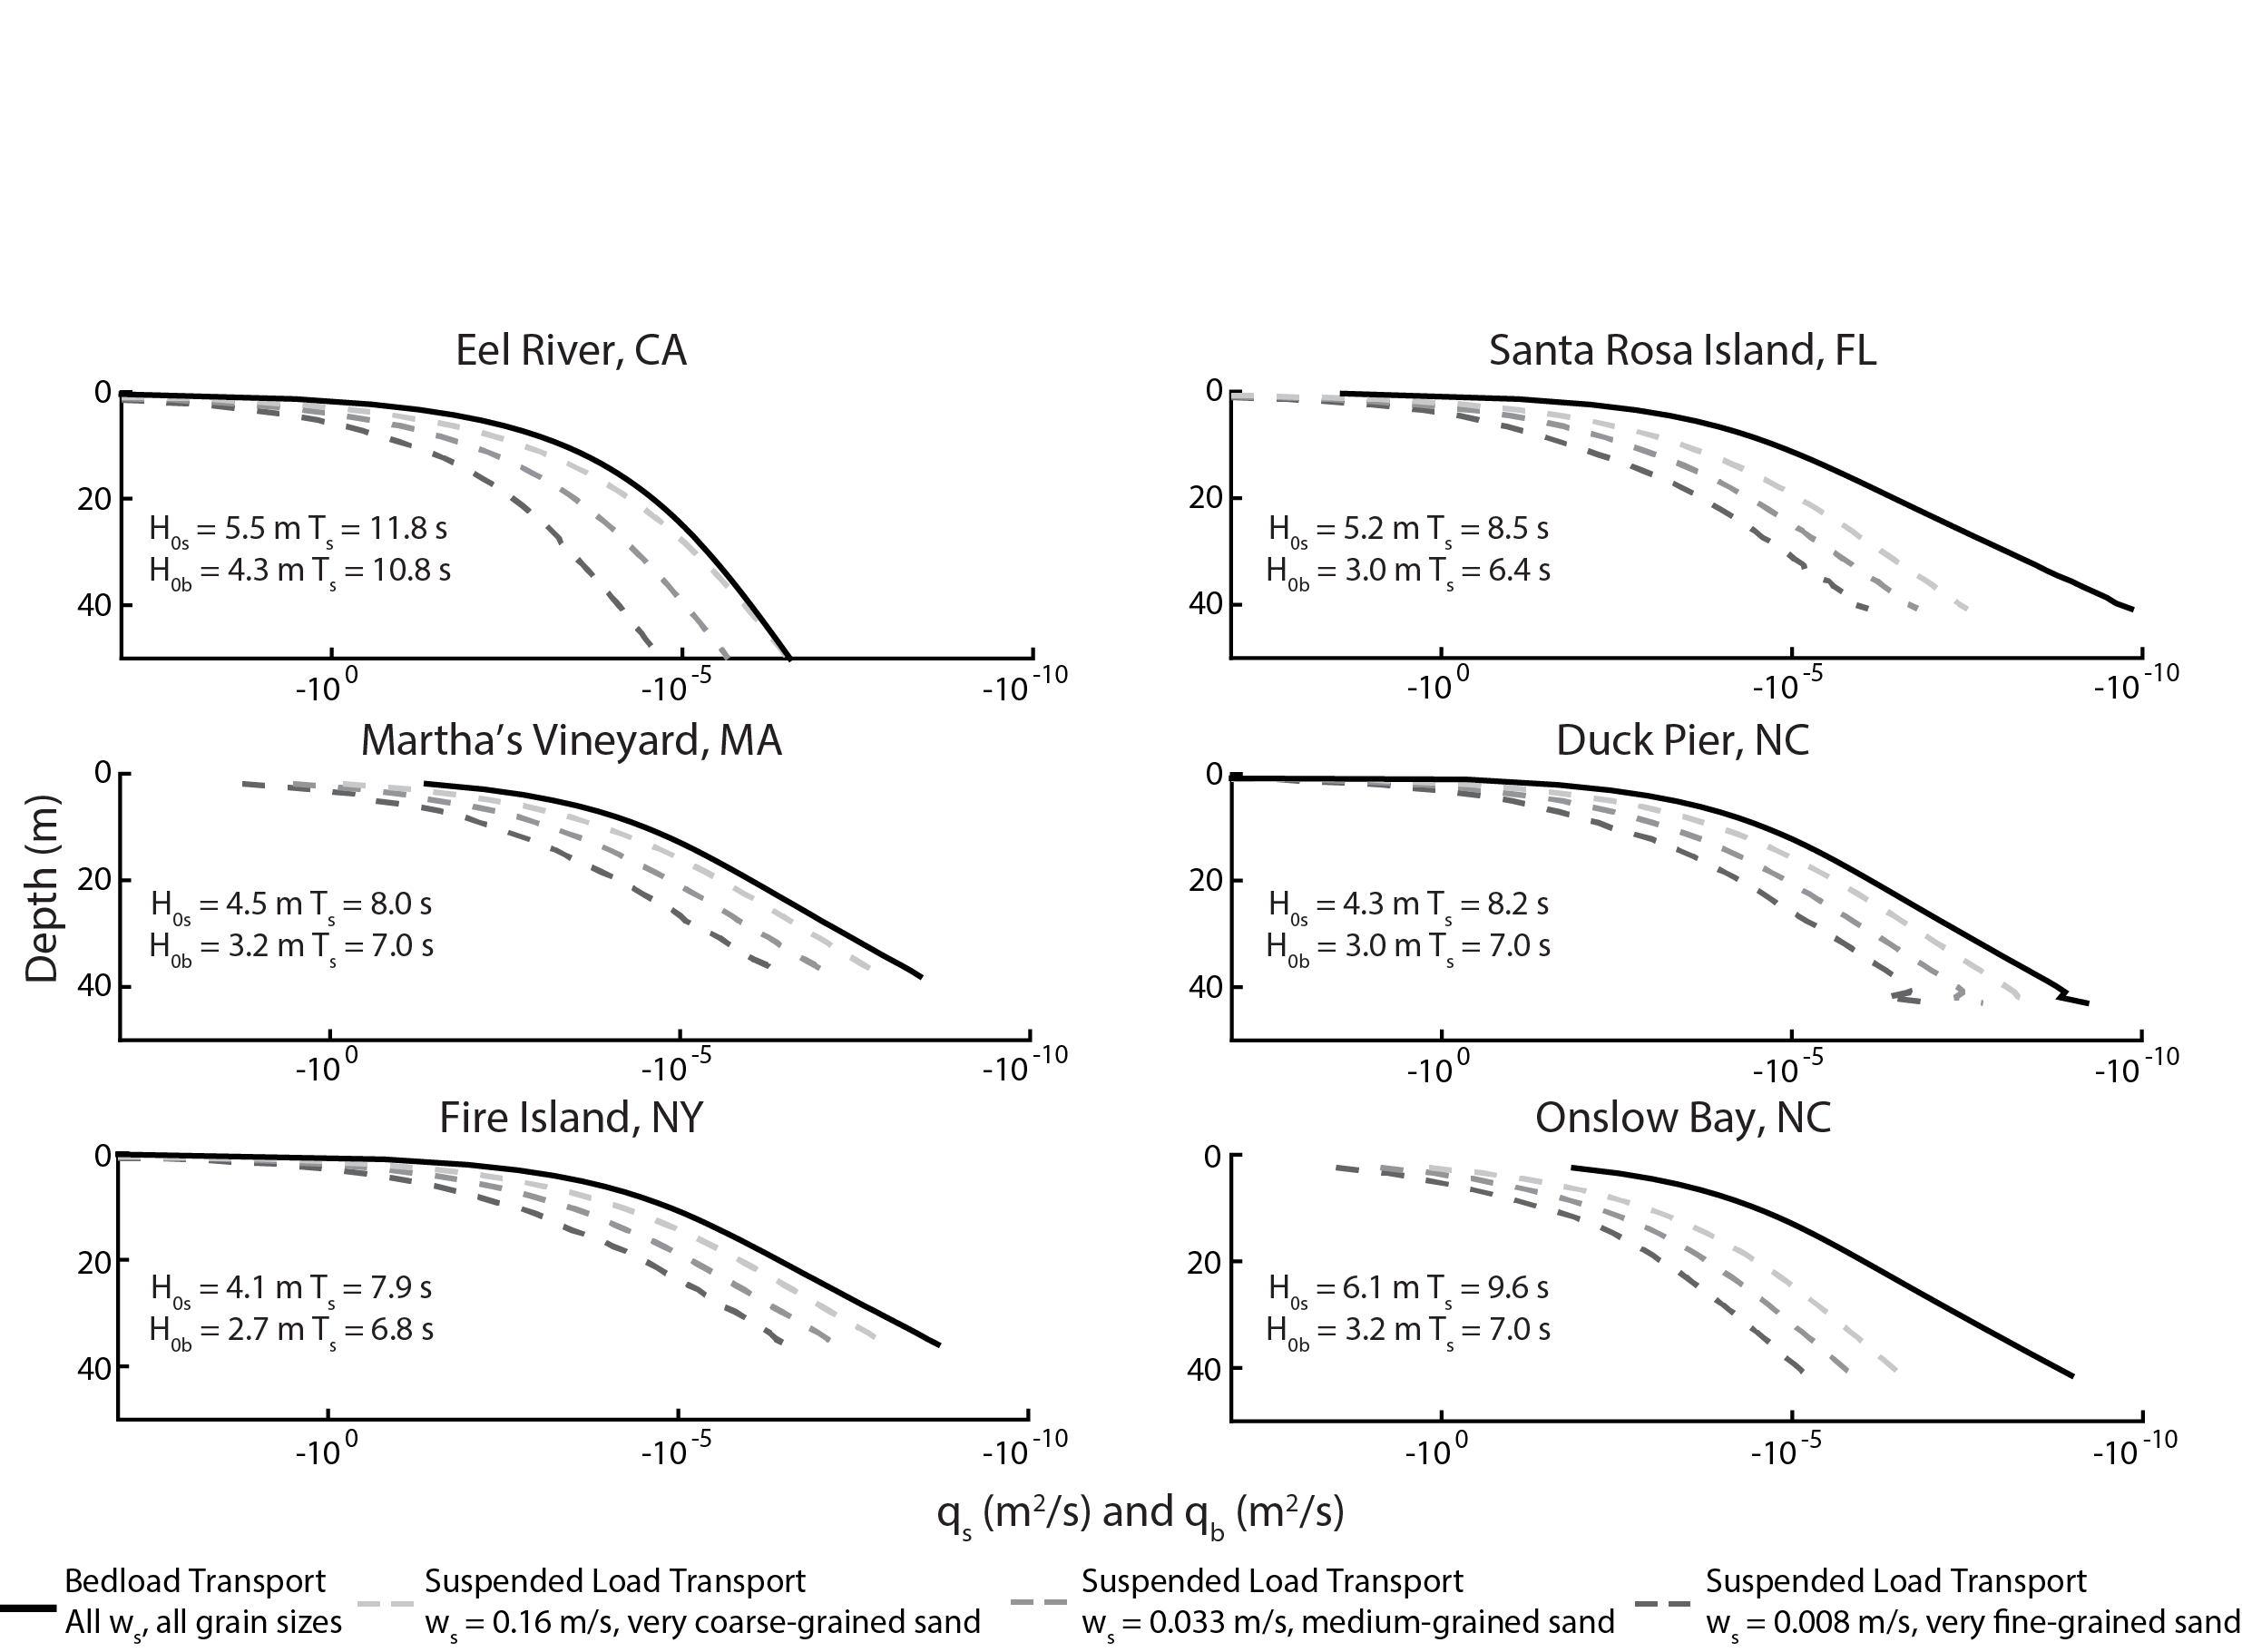 Eel River, CA
0
20
40
H0s = 5.5 m Ts = 11.8 s
H0b = 4.3 m Ts = 10.8 s
-10^0 -10^-5 -10^-10
Santa Rosa Island, FL
0
20
40
H0s = 5.2 m Ts = 8.5 s
H0b = 3.0 m Ts = 6.4 s
-10^0 -10^-5 -10^-10
Martha's Vineyard, MA
Depth (m)
0
20
40
H0s = 4.5 m Ts = 8.0 s
H0b = 3.2 m Ts = 7.0 s
-10^0 -10^-5 -10^-10
Duck Pier, NC
0
20
40
H0s = 4.3 m Ts = 8.2 s
H0b = 3.0 m Ts = 7.0 s
-10^0 -10^-5 -10^-10
Fire Island, NY
0
20
40
H0s = 4.1 m Ts = 7.9 s
H0b = 2.7 m Ts = 6.8 s
-10^0 -10^-5 -10^-10
Onslow Bay, NC
0
20
40
H0s = 6.1 m Ts = 9.6 s
H0b = 3.2 m Ts = 7.0 s
-10^0 -10^-5 -10^-10
qs (m²/s) and qb (m²/s)
Bedload Transport
All ws, all grain sizes
Suspended Load Transport
ws = 0.16 m/s, very coarse-grained sand
Suspended Load Transport
ws = 0.033 m/s, medium-grained sand
Suspended Load Transport
ws = 0.008 m/s, very fine-grained sand